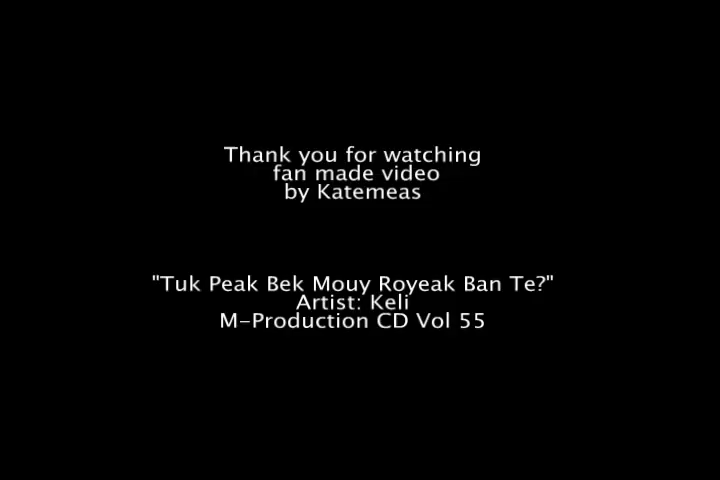 Thank you for watching
fan made video
by Katemeas
"Tuk Peak Bek Mouy Royeak Ban Te?"
Artist: Keli
M-Production CD Vol 55